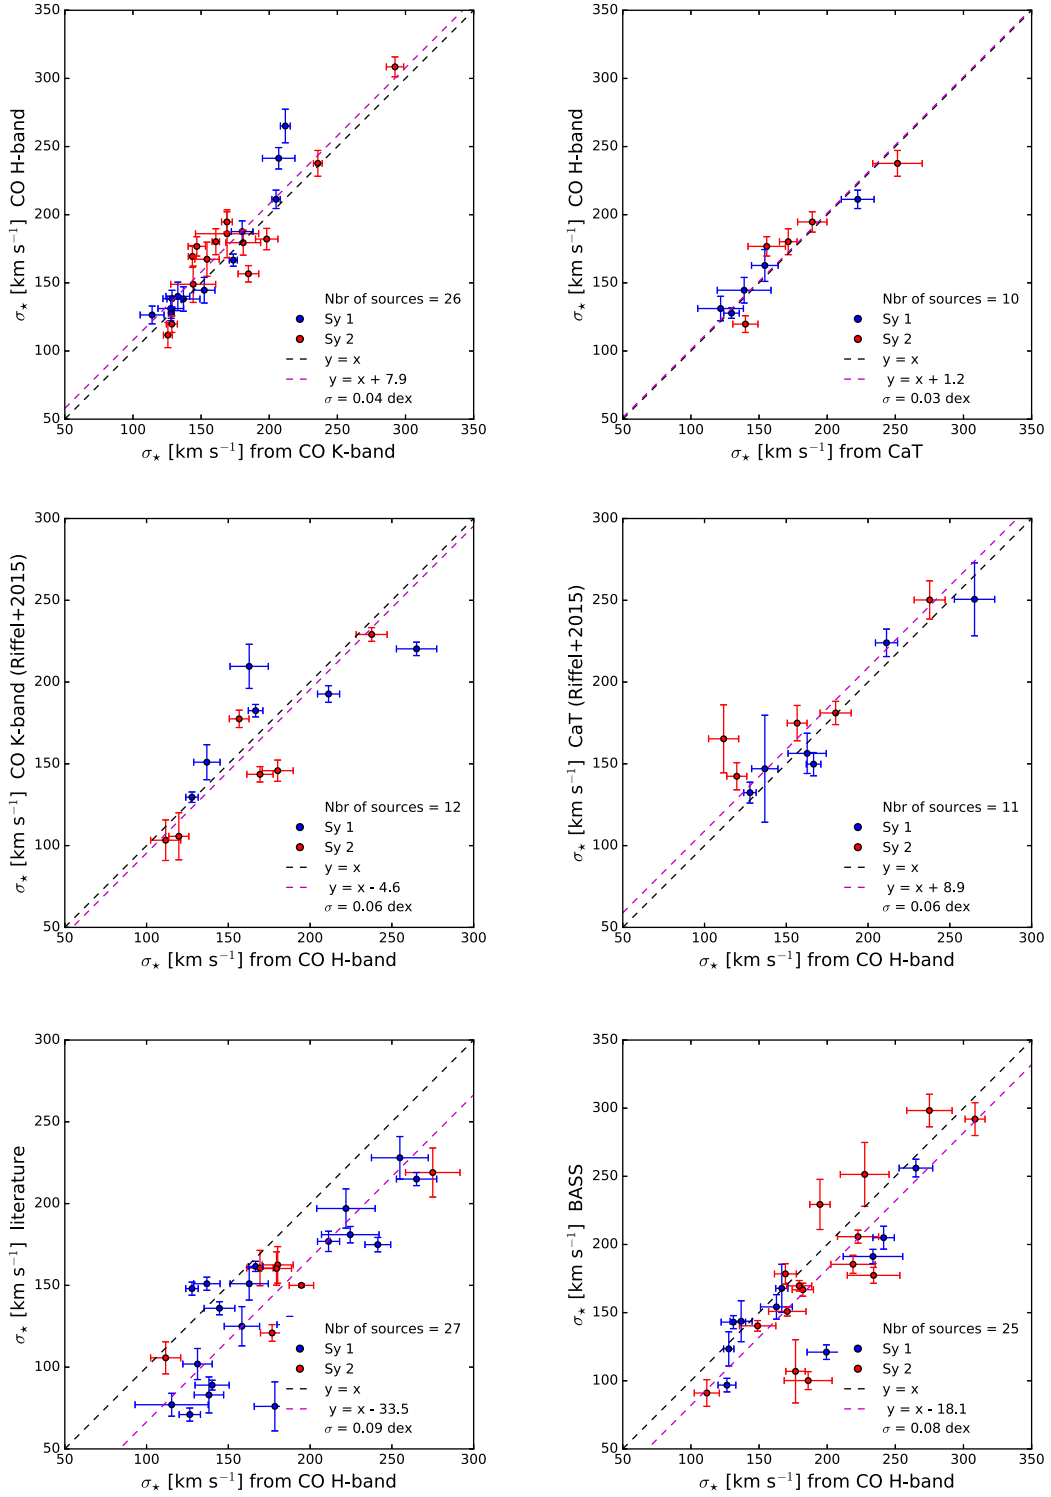 350
300
250
200
150
100
50
σ⋆ [km s⁻¹] CO H-band
Nbr of sources = 26
Sy 1
Sy 2
y = x
y = x + 7.9
σ = 0.04 dex
50 100 150 200 250 300 350
σ⋆ [km s⁻¹] from CO K-band
350
300
250
200
150
100
50
σ⋆ [km s⁻¹] CO H-band
Nbr of sources = 10
Sy 1
Sy 2
y = x
y = x + 1.2
σ = 0.03 dex
50 100 150 200 250 300 350
σ⋆ [km s⁻¹] from CaT
300
250
200
150
100
50
σ⋆ [km s⁻¹] CO K-band (Riffel+2015)
Nbr of sources = 12
Sy 1
Sy 2
y = x
y = x - 4.6
σ = 0.06 dex
50 100 150 200 250 300
σ⋆ [km s⁻¹] from CO H-band
300
250
200
150
100
50
σ⋆ [km s⁻¹] CaT (Riffel+2015)
Nbr of sources = 11
Sy 1
Sy 2
y = x
y = x + 8.9
σ = 0.06 dex
50 100 150 200 250 300
σ⋆ [km s⁻¹] from CO H-band
300
250
200
150
100
50
σ⋆ [km s⁻¹] literature
Nbr of sources = 27
Sy 1
Sy 2
y = x
y = x - 33.5
σ = 0.09 dex
50 100 150 200 250 300
σ⋆ [km s⁻¹] from CO H-band
350
300
250
200
150
100
50
σ⋆ [km s⁻¹] BASS
Nbr of sources = 25
Sy 1
Sy 2
y = x
y = x - 18.1
σ = 0.08 dex
50 100 150 200 250 300 350
σ⋆ [km s⁻¹] from CO H-band